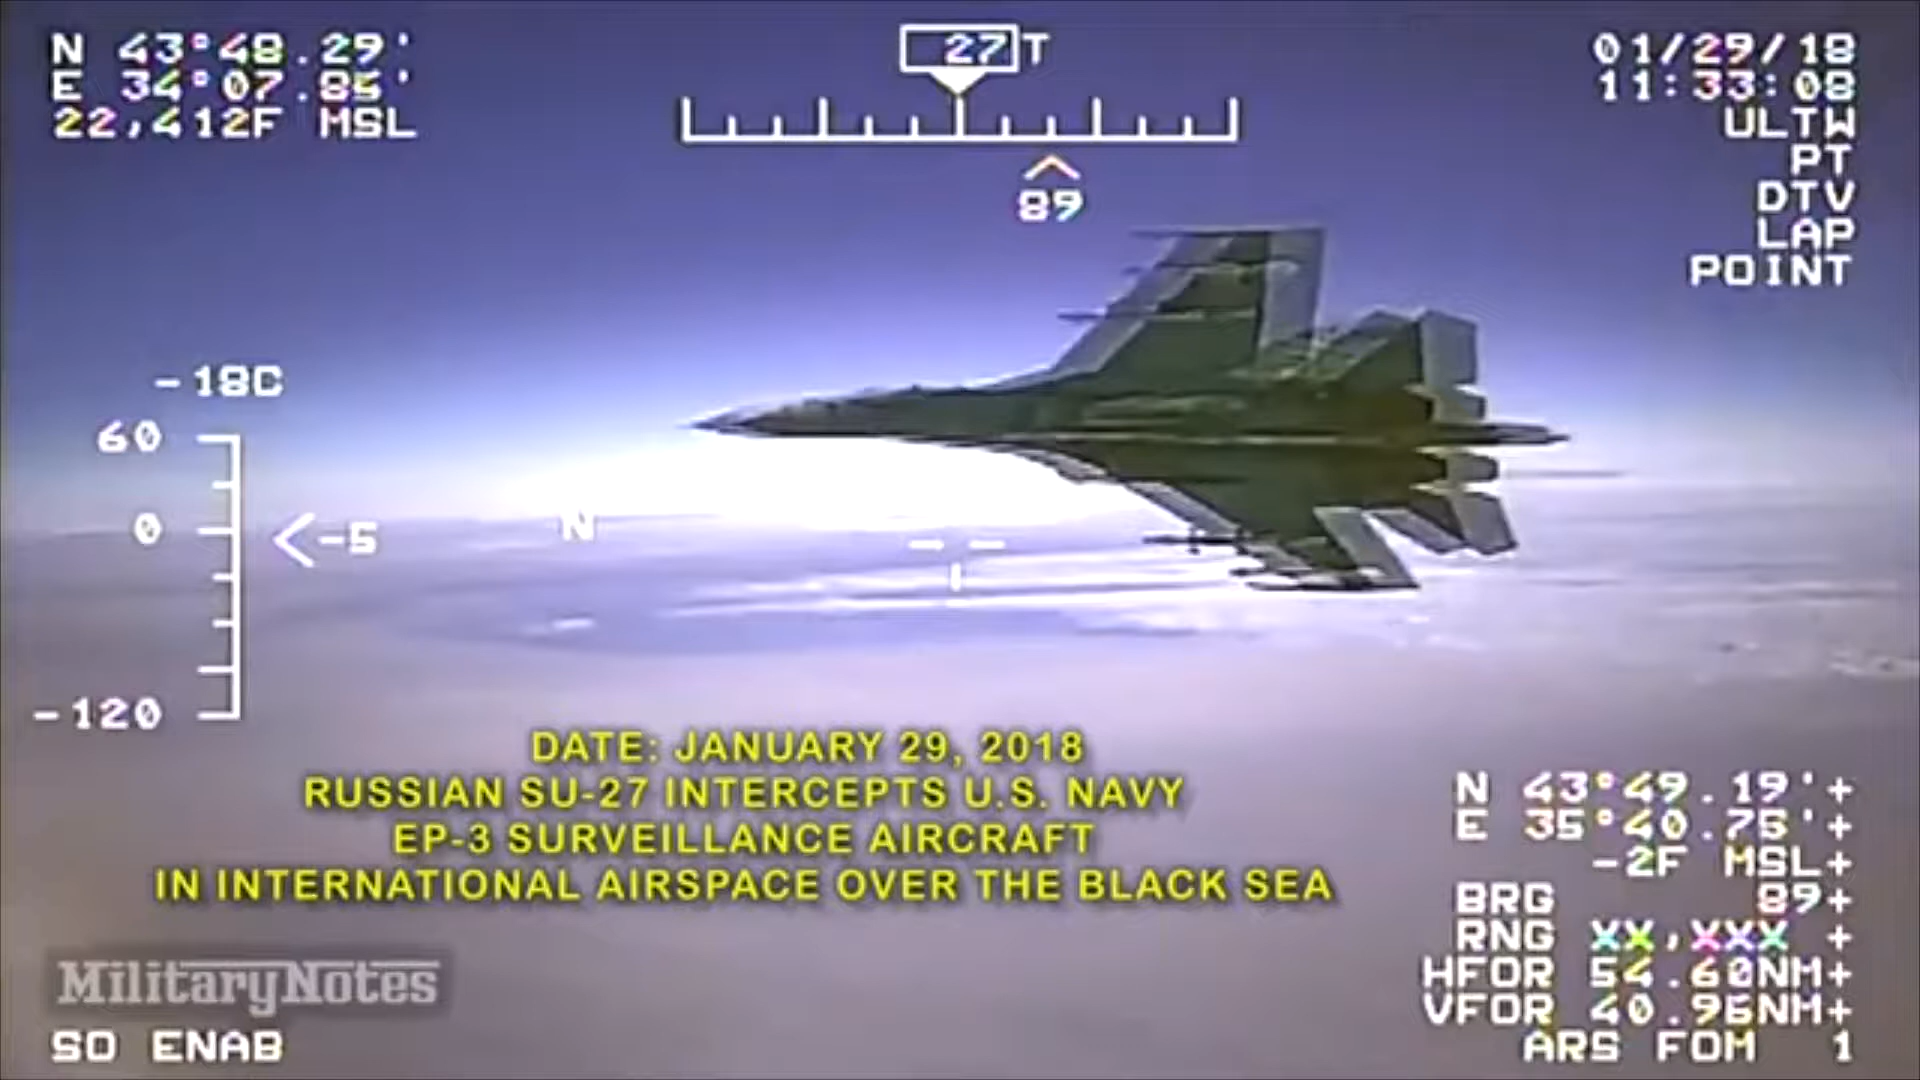 N 43°48.29'
E 34°07.85'
22,412F MSL
27T
89
01/29/18
11:33:08
ULTW
PT
DTV
LAP
POINT
-18C
60
0
<-5
-120
N
DATE: JANUARY 29, 2018
RUSSIAN SU-27 INTERCEPTS U.S. NAVY
EP-3 SURVEILLANCE AIRCRAFT
IN INTERNATIONAL AIRSPACE OVER THE BLACK SEA
N 43°49.19'+
E 35°40.75'+
-2F MSL+
BRG 89+
RNG XX,XXX +
HFOR 54.60NM+
VFOR 40.95NM+
ARS FOM 1
MilitaryNotes
SO ENAB